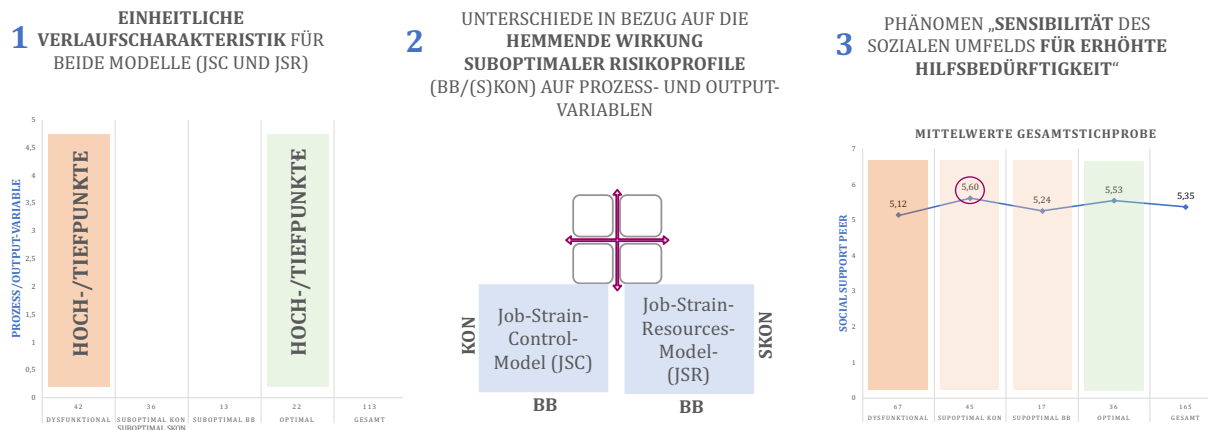 1
EINHEITLICHE
VERLAUFSCHARAKTERISTIK FÜR
BEIDE MODELLE (JSC UND JSR)
PROZESS/OUTPUT-VARIABLE
5
4,5
4
3,5
3
2,5
2
1,5
1
0,5
0
HOCH-/TIEFPUNKTE
HOCH-/TIEFPUNKTE
42
36
13
22
113
DYSFUNKTIONAL
SUBOPTIMAL KON
SUBOPTIMAL SKON
SUBOPTIMAL BB
OPTIMAL
GESAMT
2
UNTERSCHIEDE IN BEZUG AUF DIE
HEMMENDE WIRKUNG
SUBOPTIMALER RISIKOPROFILE
(BB/(S)KON) AUF PROZESS- UND OUTPUT-
VARIABLEN
KON
Job-Strain-
Control-
Model (JSC)
BB
Job-Strain-
Resources-
Model-
(JSR)
SKON
BB
3
PHÄNOMEN „SENSIBILITÄT DES
SOZIALEN UMFELDS FÜR ERHÖHTE
HILFSBEDÜRFTIGKEIT“
MITTELWERTE GESAMTSTICHPROBE
SOCIAL SUPPORT PEER
7
6
5
4
3
2
1
0
5,12
5,60
5,24
5,53
5,35
67
45
17
36
165
DYSFUNKTIONAL
SUPOPTIMAL KON
SUPOPTIMAL BB
OPTIMAL
GESAMT